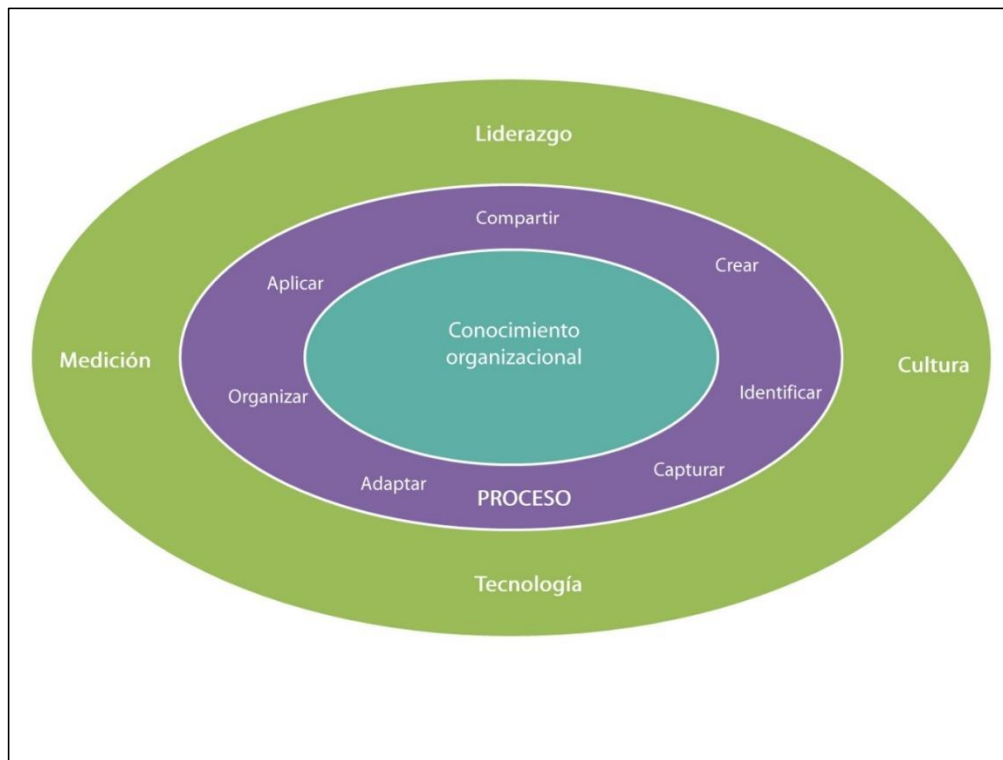 Liderazgo
Compartir
Crear
Aplicar
Conocimiento
organizacional
Medición
Cultura
Identificar
Organizar
Capturar
Adaptar
PROCESO
Tecnología